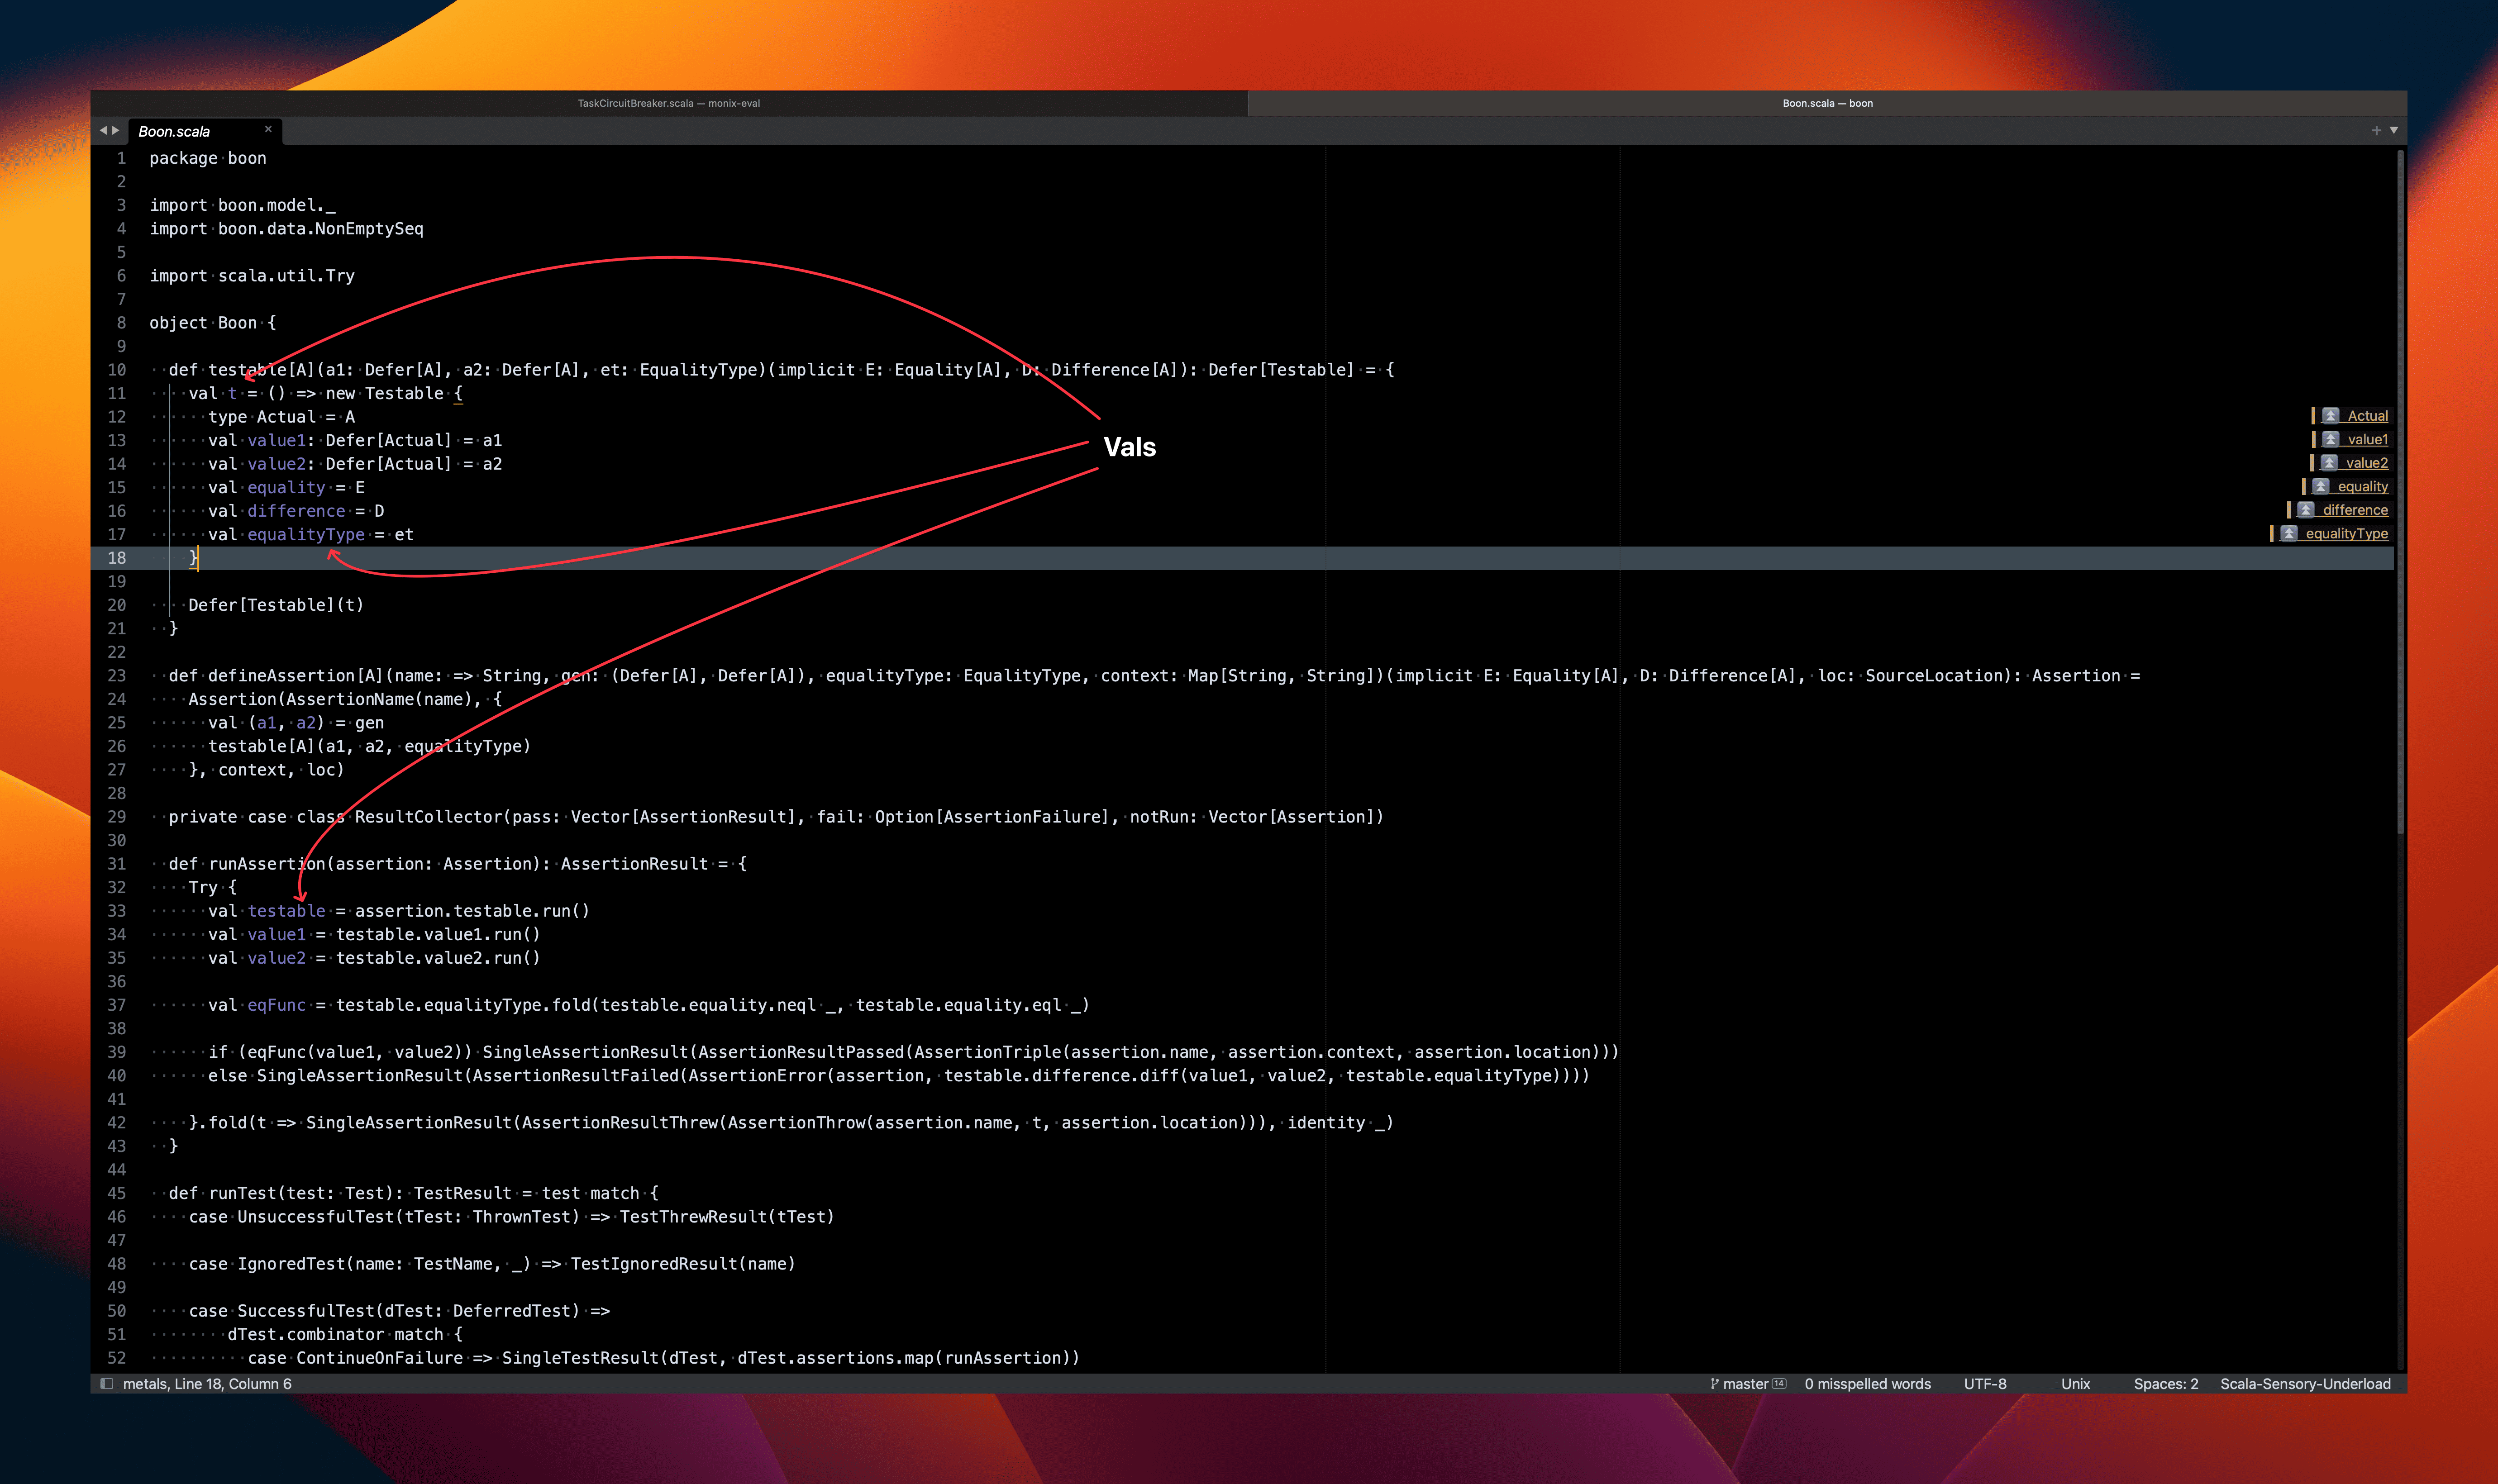 TaskCircuitBreaker.scala — monix-eval
Boon.scala — boon
Boon.scala ×
1 package boon
2
3 import boon.model._
4 import boon.data.NonEmptySeq
5
6 import scala.util.Try
7
8 object Boon {
9
10   def testable[A](a1: Defer[A], a2: Defer[A], et: EqualityType)(implicit E: Equality[A], D: Difference[A]): Defer[Testable] = {
11     val t = () => new Testable {
12       type Actual = A
13       val value1: Defer[Actual] = a1
14       val value2: Defer[Actual] = a2
15       val equality = E
16       val difference = D
17       val equalityType = et
18     }
19
20     Defer[Testable](t)
21   }
22
23   def defineAssertion[A](name: => String, gen: (Defer[A], Defer[A]), equalityType: EqualityType, context: Map[String, String])(implicit E: Equality[A], D: Difference[A], loc: SourceLocation): Assertion =
24     Assertion(AssertionName(name), {
25       val (a1, a2) = gen
26       testable[A](a1, a2, equalityType)
27     }, context, loc)
28
29   private case class ResultCollector(pass: Vector[AssertionResult], fail: Option[AssertionFailure], notRun: Vector[Assertion])
30
31   def runAssertion(assertion: Assertion): AssertionResult = {
32     Try {
33       val testable = assertion.testable.run()
34       val value1 = testable.value1.run()
35       val value2 = testable.value2.run()
36
37       val eqFunc = testable.equalityType.fold(testable.equality.neql _, testable.equality.eql _)
38
39       if (eqFunc(value1, value2)) SingleAssertionResult(AssertionResultPassed(AssertionTriple(assertion.name, assertion.context, assertion.location)))
40       else SingleAssertionResult(AssertionResultFailed(AssertionError(assertion, testable.difference.diff(value1, value2, testable.equalityType))))
41
42     }.fold(t => SingleAssertionResult(AssertionResultThrew(AssertionThrow(assertion.name, t, assertion.location))), identity _)
43   }
44
45   def runTest(test: Test): TestResult = test match {
46     case UnsuccessfulTest(tTest: ThrownTest) => TestThrewResult(tTest)
47
48     case IgnoredTest(name: TestName, _) => TestIgnoredResult(name)
49
50     case SuccessfulTest(dTest: DeferredTest) =>
51         dTest.combinator match {
52           case ContinueOnFailure => SingleTestResult(dTest, dTest.assertions.map(runAssertion))
Vals
Actual
value1
value2
equality
difference
equalityType
metals, Line 18, Column 6
master 14
0 misspelled words
UTF-8
Unix
Spaces: 2
Scala-Sensory-Underload